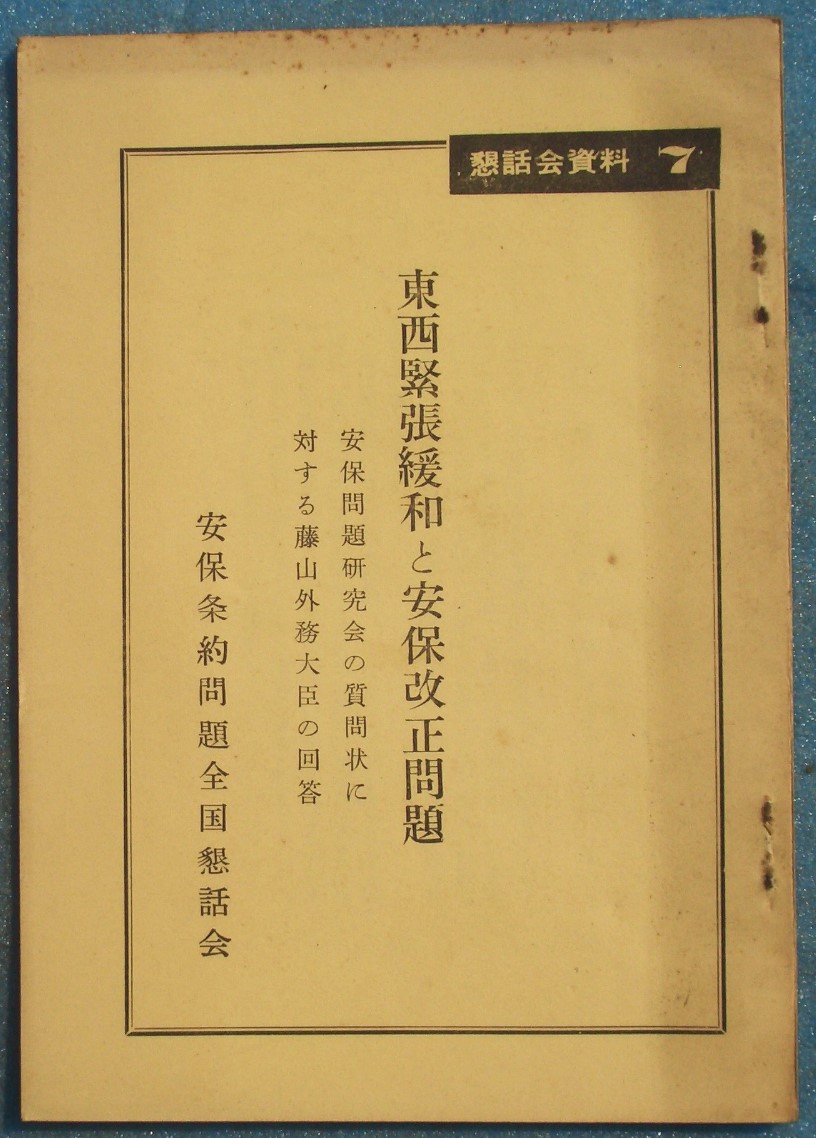 懇話会資料 7
東西緊張緩和と安保改正問題
安保問題研究会の質問状に
対する藤山外務大臣の回答
安保条約問題全国懇話会